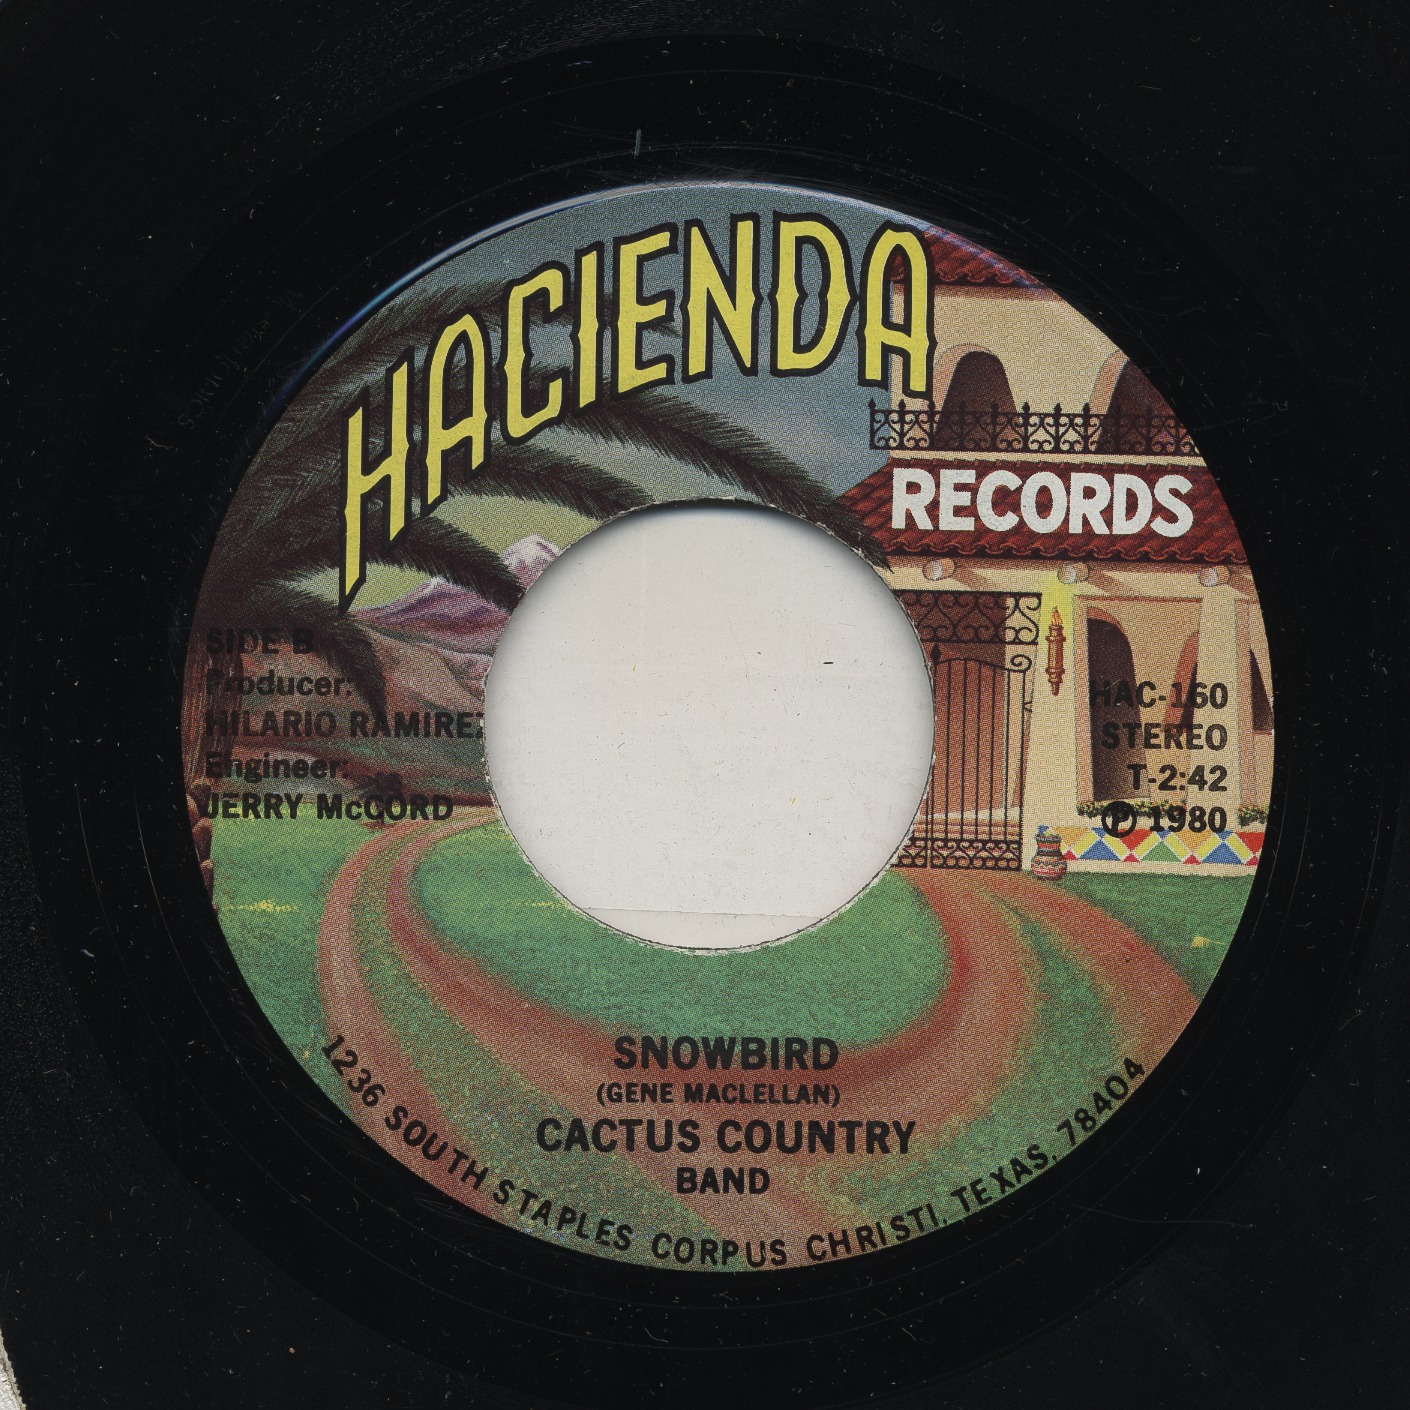 HACIENDA
RECORDS
SIDE B
Producer:
HILARIO RAMIREZ
Engineer:
JERRY McCORD
HAC-160
STEREO
T-2:42
Ⓟ 1980
SNOWBIRD
(GENE MACLELLAN)
CACTUS COUNTRY
BAND
1236 SOUTH STAPLES CORPUS CHRISTI, TEXAS, 78404